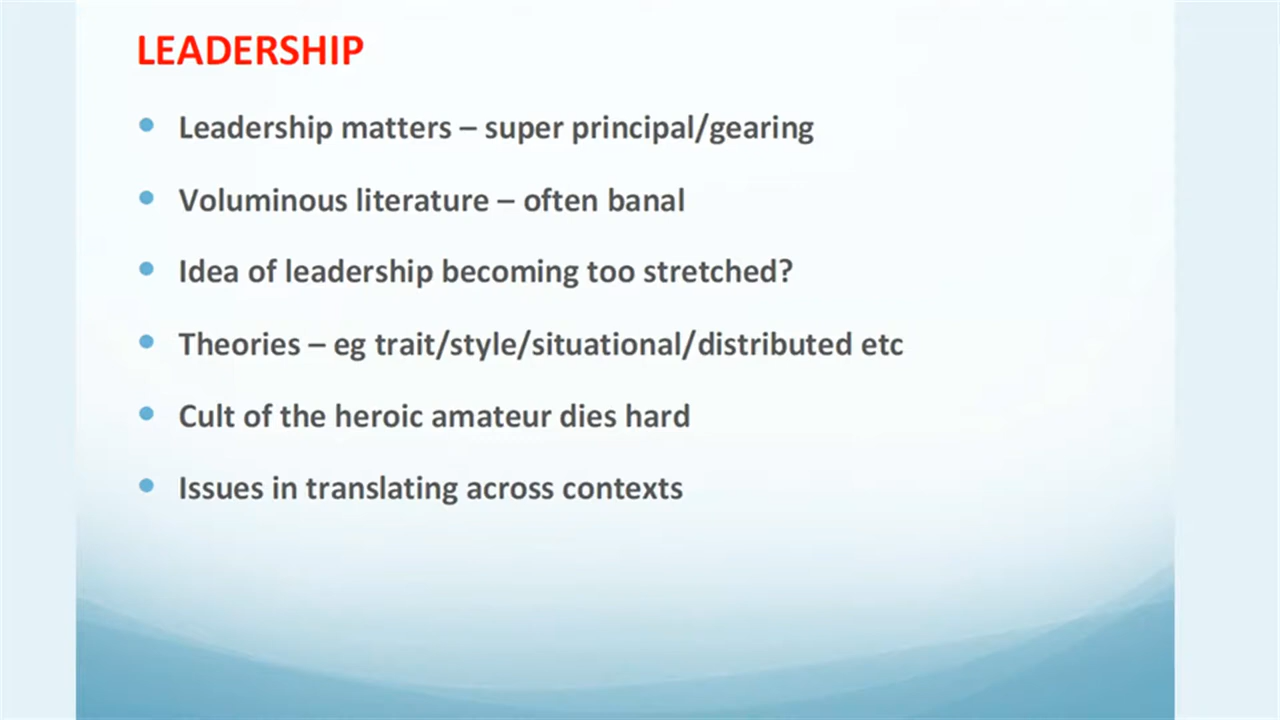 LEADERSHIP
Leadership matters – super principal/gearing
Voluminous literature – often banal
Idea of leadership becoming too stretched?
Theories – eg trait/style/situational/distributed etc
Cult of the heroic amateur dies hard
Issues in translating across contexts